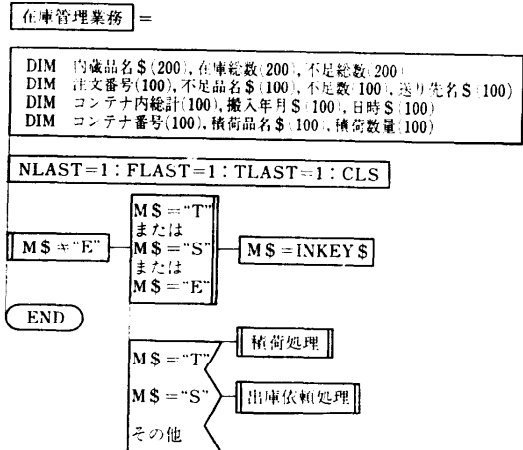 在庫管理業務 =
DIM 内蔵品名$(200), 在庫総数(200), 不足総数(200)
DIM 注文番号(100), 不足品名$(100), 不足数(100), 送り先名$(100)
DIM コンテナ内総計(100), 搬入年月$(100), 日時$(100)
DIM コンテナ番号(100), 積荷品名$(100), 積荷数量(100)
NLAST=1:FLAST=1:TLAST=1:CLS
M$≠“E”
M$=“T”
または
M$=“S”
または
M$=“E”
M$=INKEY$
END
M$=“T”
積荷処理
M$=“S”
出庫依頼処理
その他